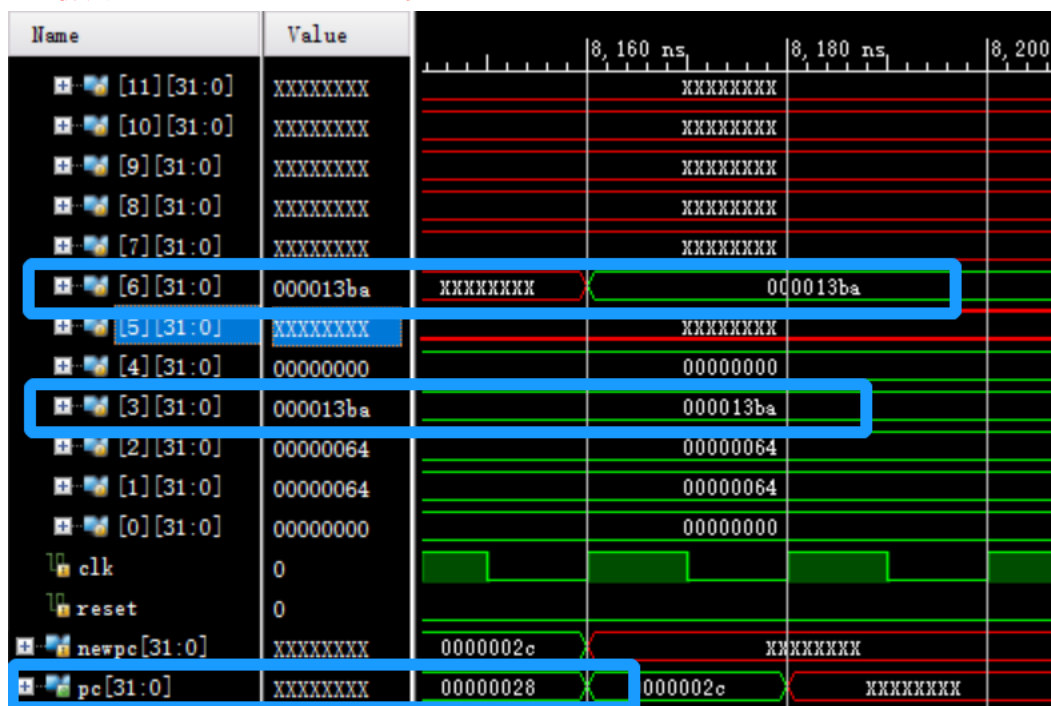 Name Value
8,160 ns 8,180 ns 8,200
[11][31:0] XXXXXXXX XXXXXXXX
[10][31:0] XXXXXXXX XXXXXXXX
[9][31:0] XXXXXXXX XXXXXXXX
[8][31:0] XXXXXXXX XXXXXXXX
[7][31:0] XXXXXXXX XXXXXXXX
[6][31:0] 000013ba XXXXXXXX 000013ba
[5][31:0] XXXXXXXX XXXXXXXX
[4][31:0] 00000000 00000000
[3][31:0] 000013ba 000013ba
[2][31:0] 00000064 00000064
[1][31:0] 00000064 00000064
[0][31:0] 00000000 00000000
clk 0
reset 0
newpc[31:0] XXXXXXXX 0000002c XXXXXXXX
pc[31:0] XXXXXXXX 00000028 000002c XXXXXXXX